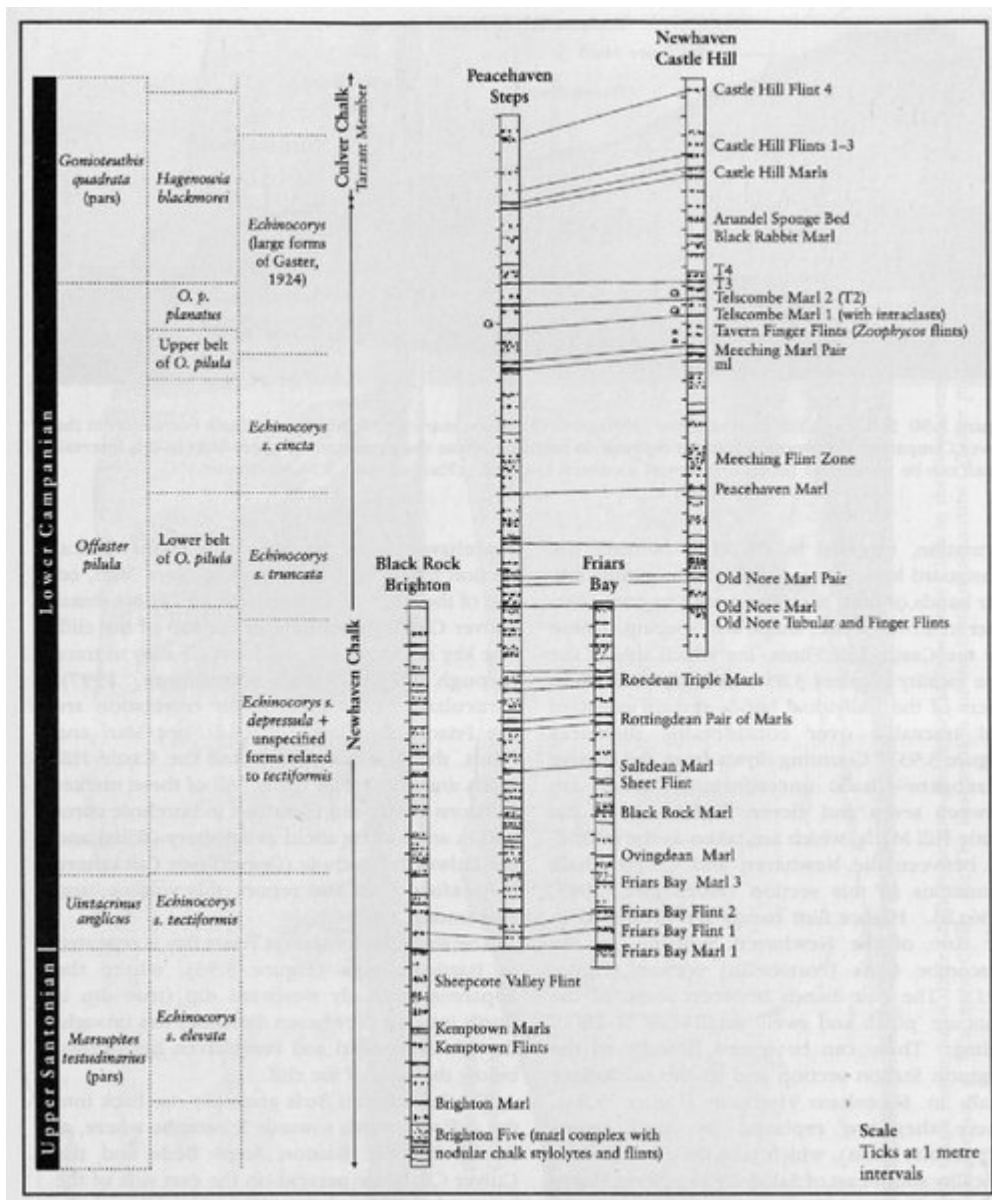 Newhaven
Castle Hill
Peacehaven
Steps
Castle Hill Flint 4
Castle Hill Flints 1–3
Castle Hill Marls
Arundel Sponge Bed
Black Rabbit Marl
T4
T3
Telscombe Marl 2 (T2)
Telscombe Marl 1 (with intraclasts)
Tavern Finger Flints (Zoophycos flints)
Meeching Marl Pair
ml
Meeching Flint Zone
Peacehaven Marl
Old Nore Marl Pair
Old Nore Marl
Old Nore Tubular and Finger Flints
G
G
G
*
*
Culver Chalk
Tarrant Member
Newhaven Chalk
Lower Campanian
Upper Santonian
Gonioteuthis
quadrata
(pars)
Offaster
pilula
Uintacrinus
anglicus
Marsupites
testudinarius
(pars)
Hagenowia
blackmorei
O. p.
planatus
Upper belt
of O. pilula
Lower belt
of O. pilula
Echinocorys
(large forms
of Gaster,
1924)
Echinocorys
s. cincta
Echinocorys
s. truncata
Echinocorys s.
depressula +
unspecified
forms related
to tectiformis
Echinocorys
s. tectiformis
Echinocorys
s. elevata
Black Rock
Brighton
Friars
Bay
Roedean Triple Marls
Rottingdean Pair of Marls
Saltdean Marl
Sheet Flint
Black Rock Marl
Ovingdean Marl
Friars Bay Marl 3
Friars Bay Flint 2
Friars Bay Flint 1
Friars Bay Marl 1
Sheepcote Valley Flint
Kemptown Marls
Kemptown Flints
Brighton Marl
Brighton Five (marl complex with
nodular chalk stylolytes and flints)
Scale
Ticks at 1 metre
intervals